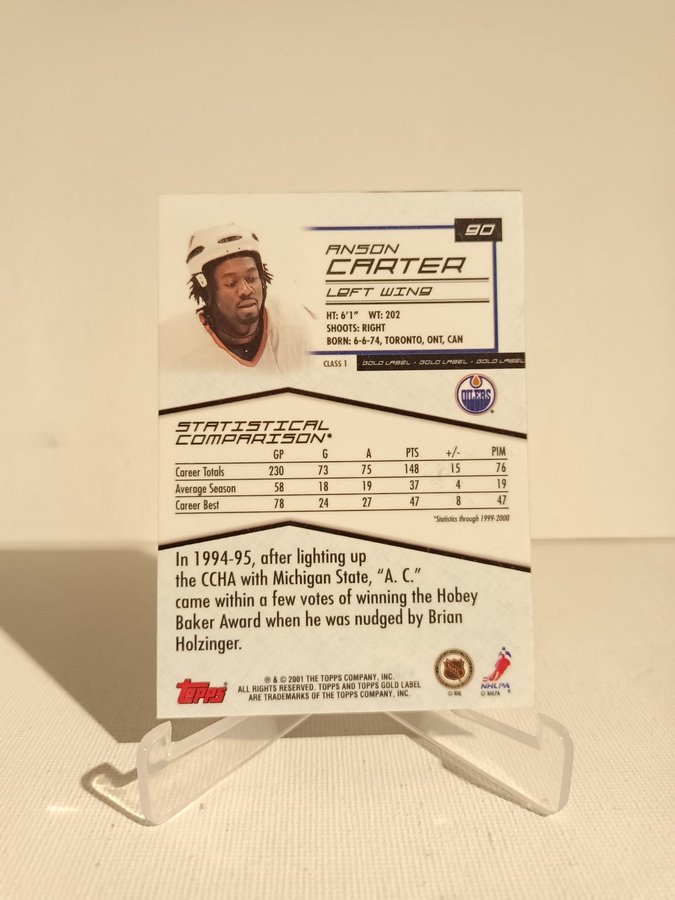 90
ANSON
CARTER
LEFT WING
HT: 6'1" WT: 202
SHOOTS: RIGHT
BORN: 6-6-74, TORONTO, ONT, CAN
CLASS 1 GOLD LABEL • GOLD LABEL • GOLD LABEL
OILERS
STATISTICAL
COMPARISON*
GP G A PTS +/- PIM
Career Totals 230 73 75 148 15 76
Average Season 58 18 19 37 4 19
Career Best 78 24 27 47 8 47
*Statistics through 1999-2000
In 1994-95, after lighting up
the CCHA with Michigan State, “A. C.”
came within a few votes of winning the Hobey
Baker Award when he was nudged by Brian
Holzinger.
Topps
℗ & © 2001 THE TOPPS COMPANY, INC.
ALL RIGHTS RESERVED. TOPPS AND TOPPS GOLD LABEL
ARE TRADEMARKS OF THE TOPPS COMPANY, INC.
NHL
© NHL
NHLPA
© NHLPA